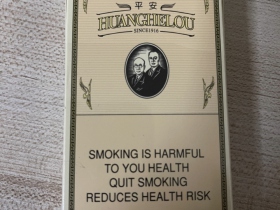 平安
HUANGHELOU
SINCE1916
SMOKING IS HARMFUL
TO YOU HEALTH
QUIT SMOKING
REDUCES HEALTH RISK